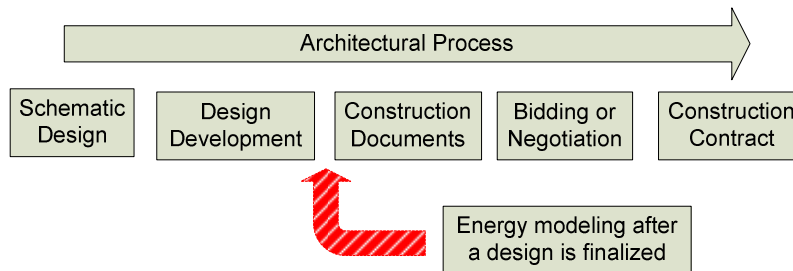 Architectural Process
Schematic
Design
Design
Development
Construction
Documents
Bidding or
Negotiation
Construction
Contract
Energy modeling after
a design is finalized